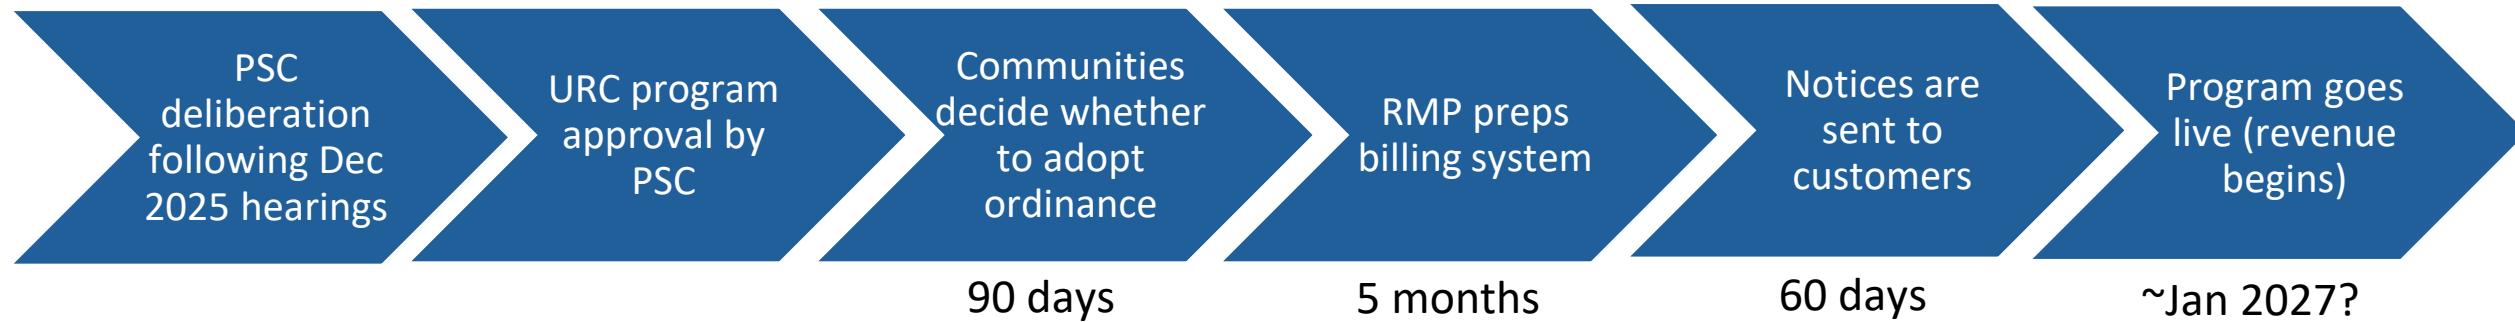 PSC
deliberation
following Dec
2025 hearings
URC program
approval by
PSC
Communities
decide whether
to adopt
ordinance
90 days
RMP preps
billing system
5 months
Notices are
sent to
customers
60 days
Program goes
live (revenue
begins)
~Jan 2027?